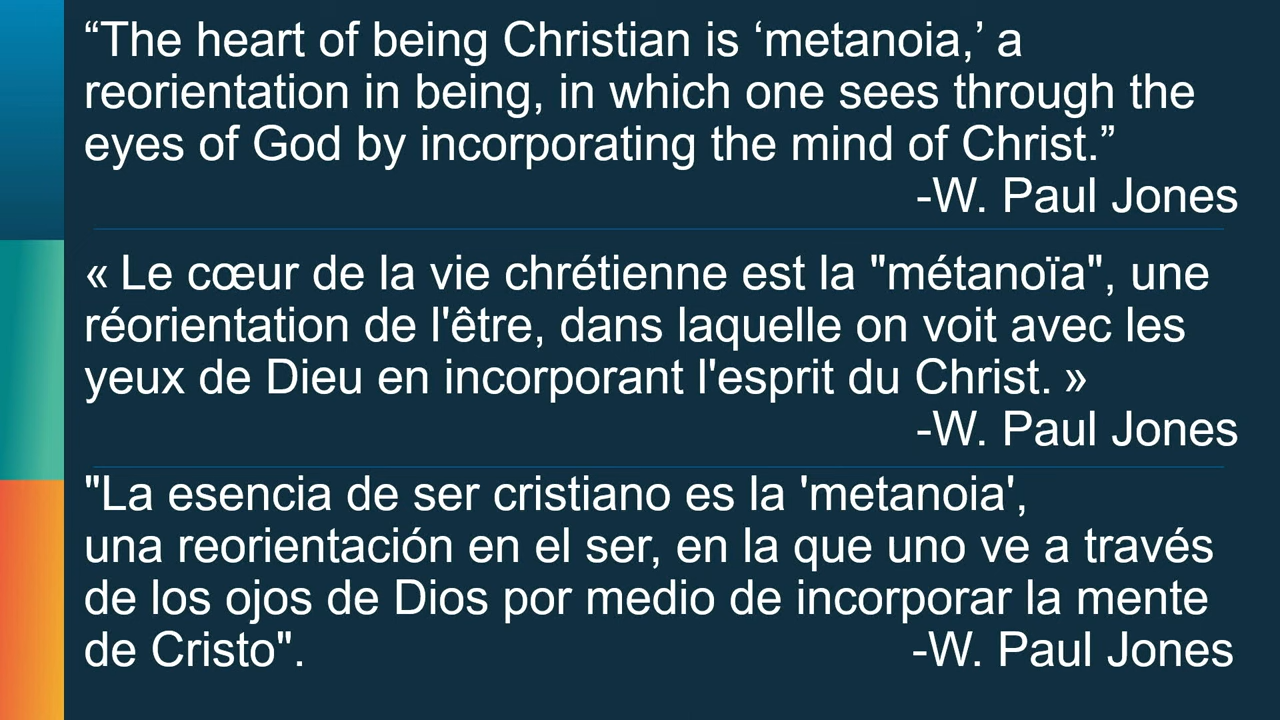 “The heart of being Christian is ‘metanoia,’ a
reorientation in being, in which one sees through the
eyes of God by incorporating the mind of Christ.”
-W. Paul Jones
« Le cœur de la vie chrétienne est la "métanoïa", une
réorientation de l'être, dans laquelle on voit avec les
yeux de Dieu en incorporant l'esprit du Christ. »
-W. Paul Jones
"La esencia de ser cristiano es la 'metanoia',
una reorientación en el ser, en la que uno ve a través
de los ojos de Dios por medio de incorporar la mente
de Cristo". -W. Paul Jones